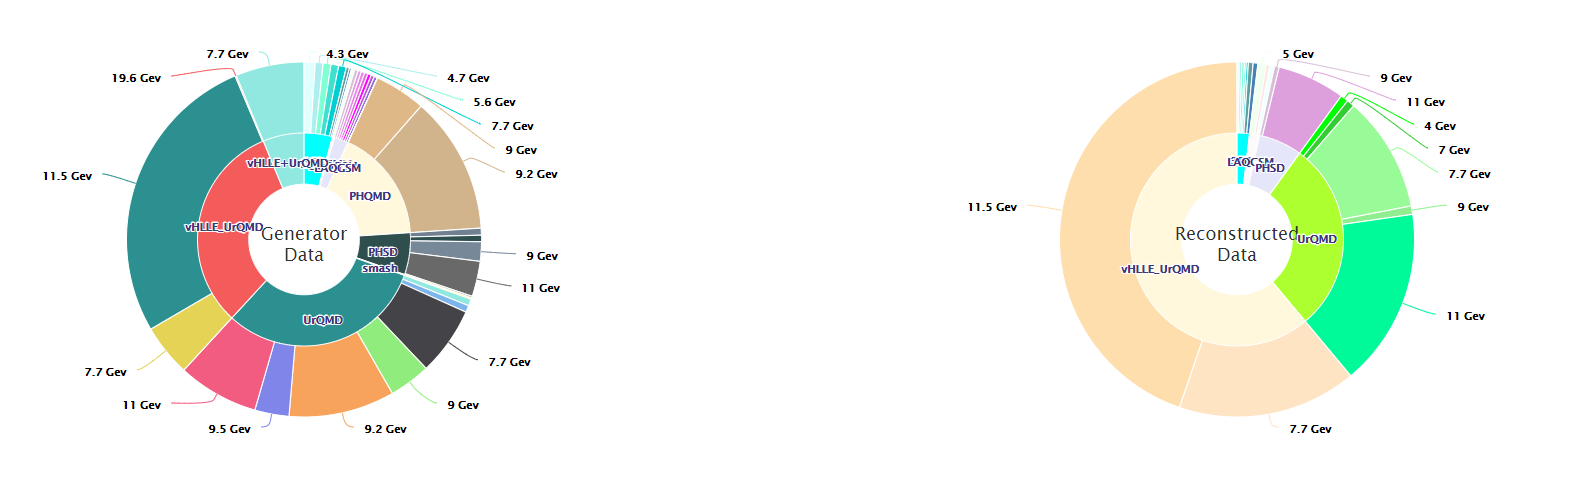 7.7 Gev
4.3 Gev
19.6 Gev
4.7 Gev
5.6 Gev
7.7 Gev
9 Gev
9.2 Gev
11.5 Gev
vHLLE+UrQMD
LAQGSM
PHQMD
vHLLE_UrQMD
Generator
Data
PHSD
smash
9 Gev
11 Gev
UrQMD
7.7 Gev
7.7 Gev
11 Gev
9 Gev
9.5 Gev
9.2 Gev
5 Gev
9 Gev
11 Gev
4 Gev
7 Gev
7.7 Gev
11.5 Gev
9 Gev
LAQGSM
PHSD
Reconstructed
Data
UrQMD
vHLLE_UrQMD
11 Gev
7.7 Gev